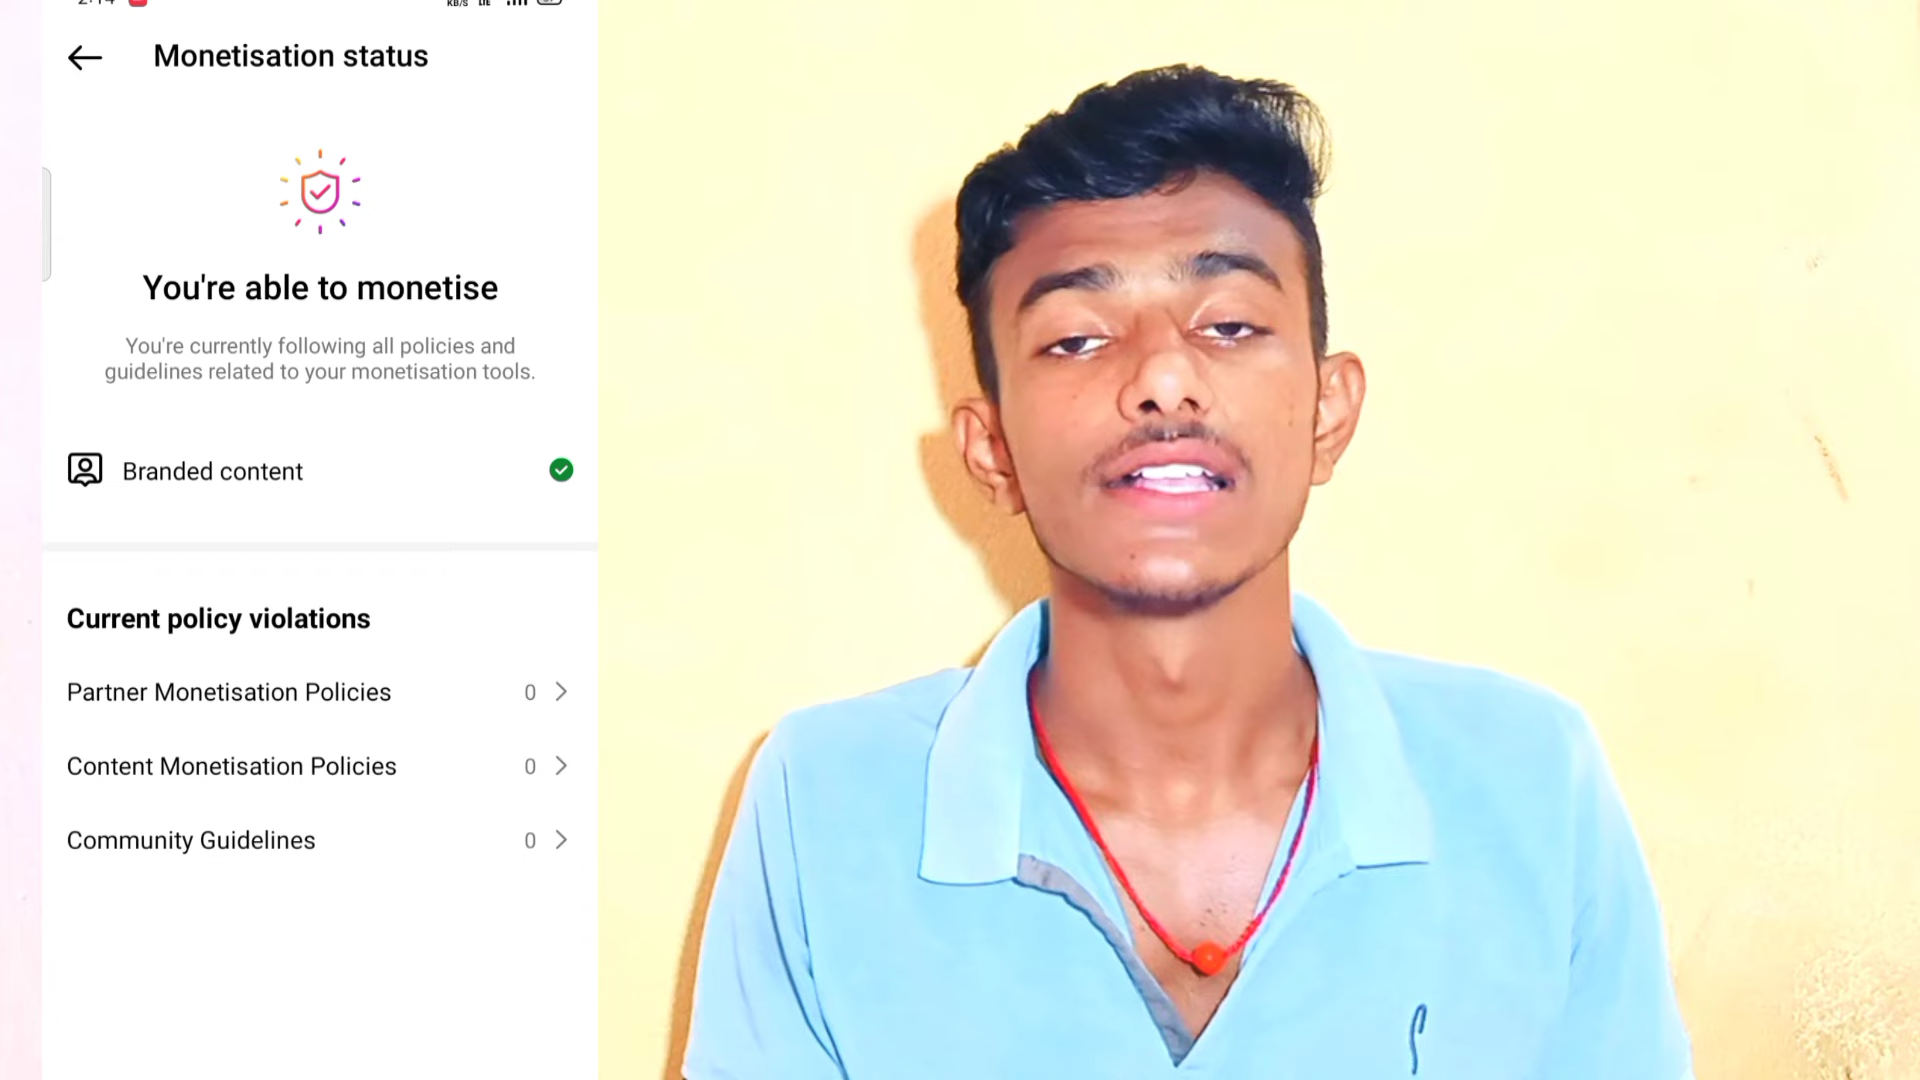 Monetisation status
You're able to monetise
You're currently following all policies and
guidelines related to your monetisation tools.
Branded content
Current policy violations
Partner Monetisation Policies 0
Content Monetisation Policies 0
Community Guidelines 0